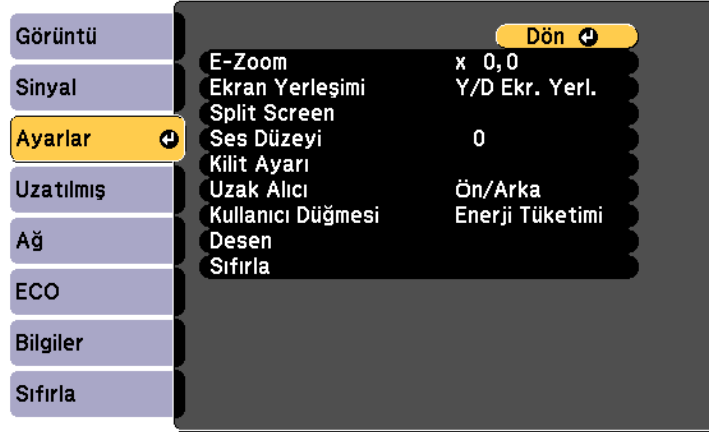 Görüntü
Sinyal
Ayarlar
Uzatılmış
Ağ
ECO
Bilgiler
Sıfırla
Dön
E-Zoom x 0,0
Ekran Yerleşimi Y/D Ekr. Yerl.
Split Screen
Ses Düzeyi 0
Kilit Ayarı
Uzak Alıcı Ön/Arka
Kullanıcı Düğmesi Enerji Tüketimi
Desen
Sıfırla